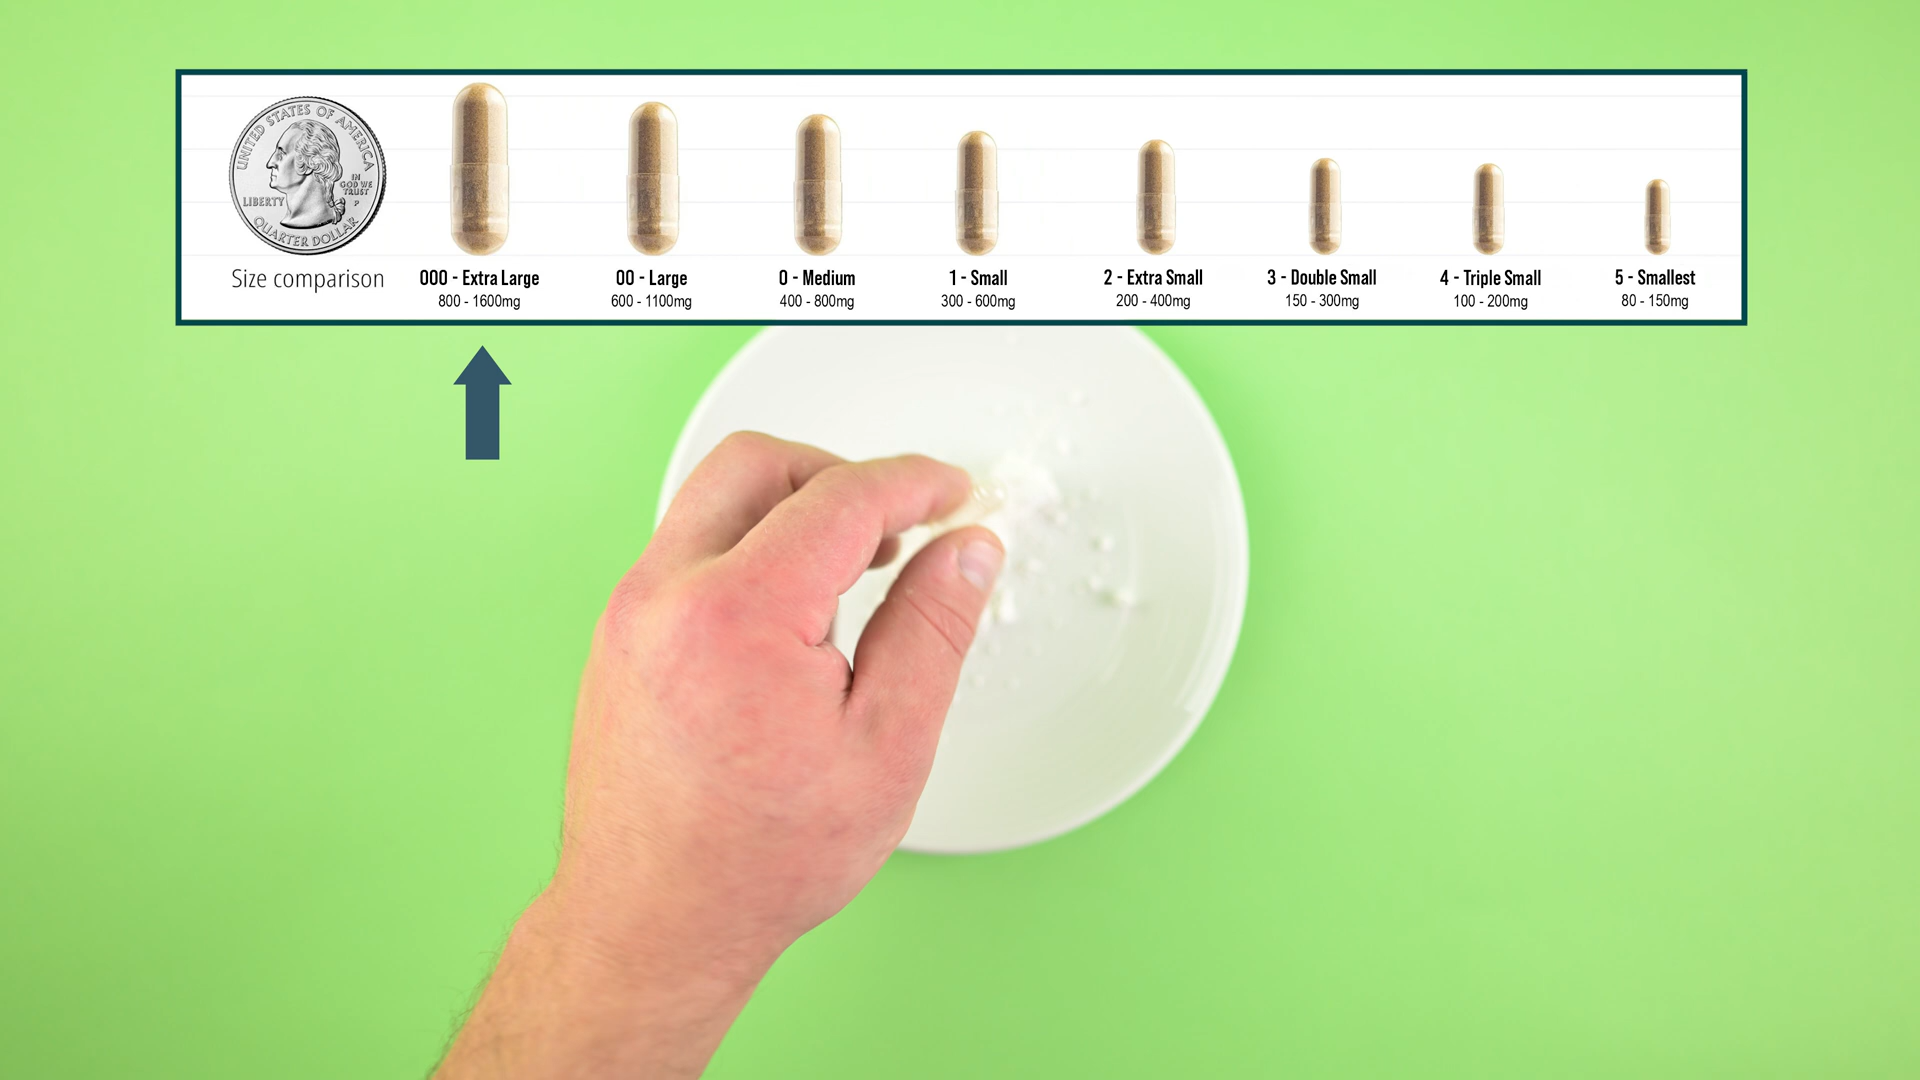 UNITED STATES OF AMERICA
IN
GOD WE
TRUST
LIBERTY
P
QUARTER DOLLAR
Size comparison
000 - Extra Large
800 - 1600mg
00 - Large
600 - 1100mg
0 - Medium
400 - 800mg
1 - Small
300 - 600mg
2 - Extra Small
200 - 400mg
3 - Double Small
150 - 300mg
4 - Triple Small
100 - 200mg
5 - Smallest
80 - 150mg